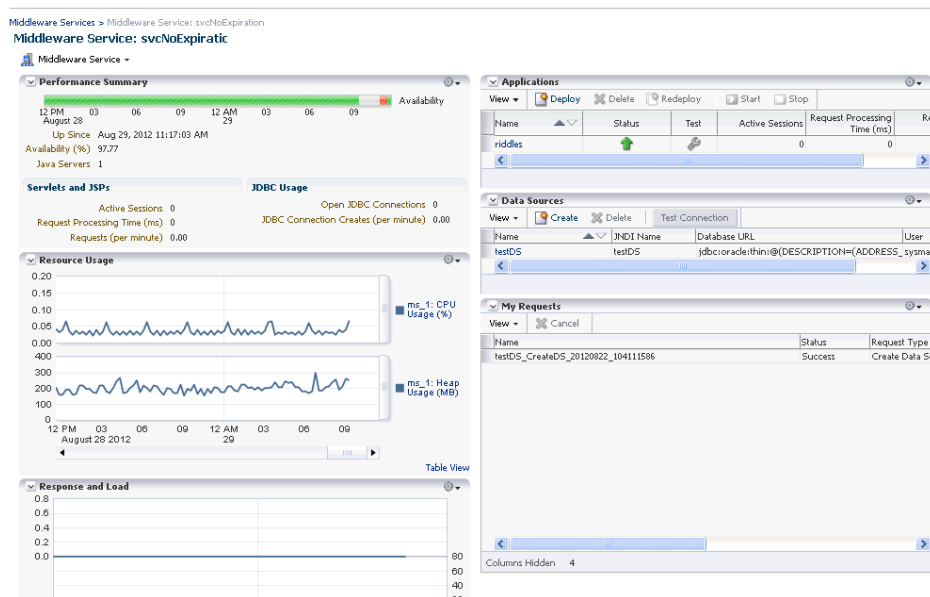 Middleware Services > Middleware Service: svcNoExpiration
Middleware Service: svcNoExpiratic
Middleware Service
Performance Summary
Availability
12 PM 03 06 09 12 AM 03 06 09
August 28 29
Up Since Aug 29, 2012 11:17:03 AM
Availability (%) 97.77
Java Servers 1
Servlets and JSPs
Active Sessions 0
Request Processing Time (ms) 0
Requests (per minute) 0.00
JDBC Usage
Open JDBC Connections 0
JDBC Connection Creates (per minute) 0.00
Resource Usage
0.20
0.15
0.10
0.05
0.00
ms_1: CPU
Usage (%)
400
300
200
100
0
ms_1: Heap
Usage (MB)
12 PM 03 06 09 12 AM 03 06 09
August 28 2012 29
Table View
Response and Load
0.8
0.6
0.4
0.2
0.0
80
60
40
Applications
View Deploy Delete Redeploy Start Stop
Name Status Test Active Sessions Request Processing Time (ms) Re
riddles 0 0
Data Sources
View Create Delete Test Connection
Name JNDI Name Database URL User
testDS testDS jdbc:oracle:thin:@(DESCRIPTION=(ADDRESS_ sysma
My Requests
View Cancel
Name Status Request Type
testDS_CreateDS_20120822_104111586 Success Create Data S
Columns Hidden 4